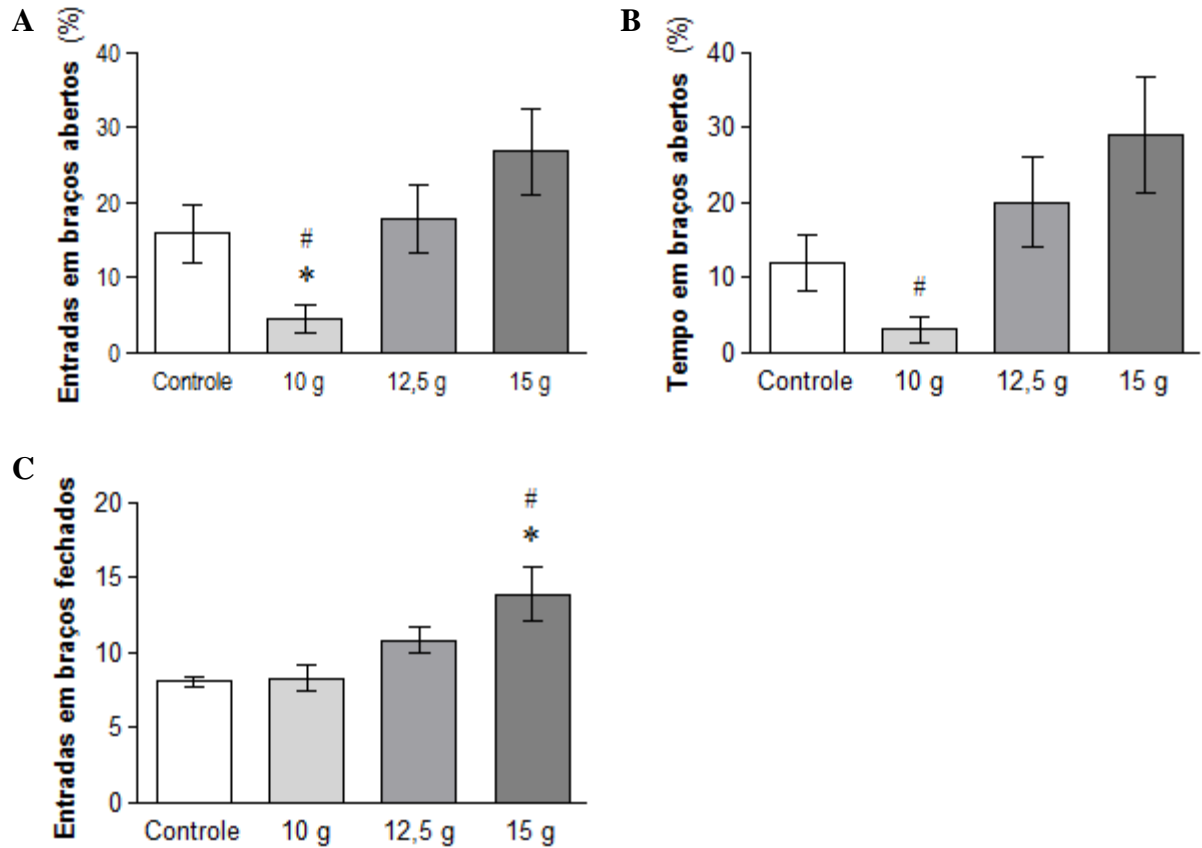 A
Entradas em braços abertos (%)
40
30
20
10
0
#
*
Controle
10 g
12,5 g
15 g
B
Tempo em braços abertos (%)
40
30
20
10
0
#
Controle
10 g
12,5 g
15 g
C
Entradas em braços fechados
20
15
10
5
0
#
*
Controle
10 g
12,5 g
15 g